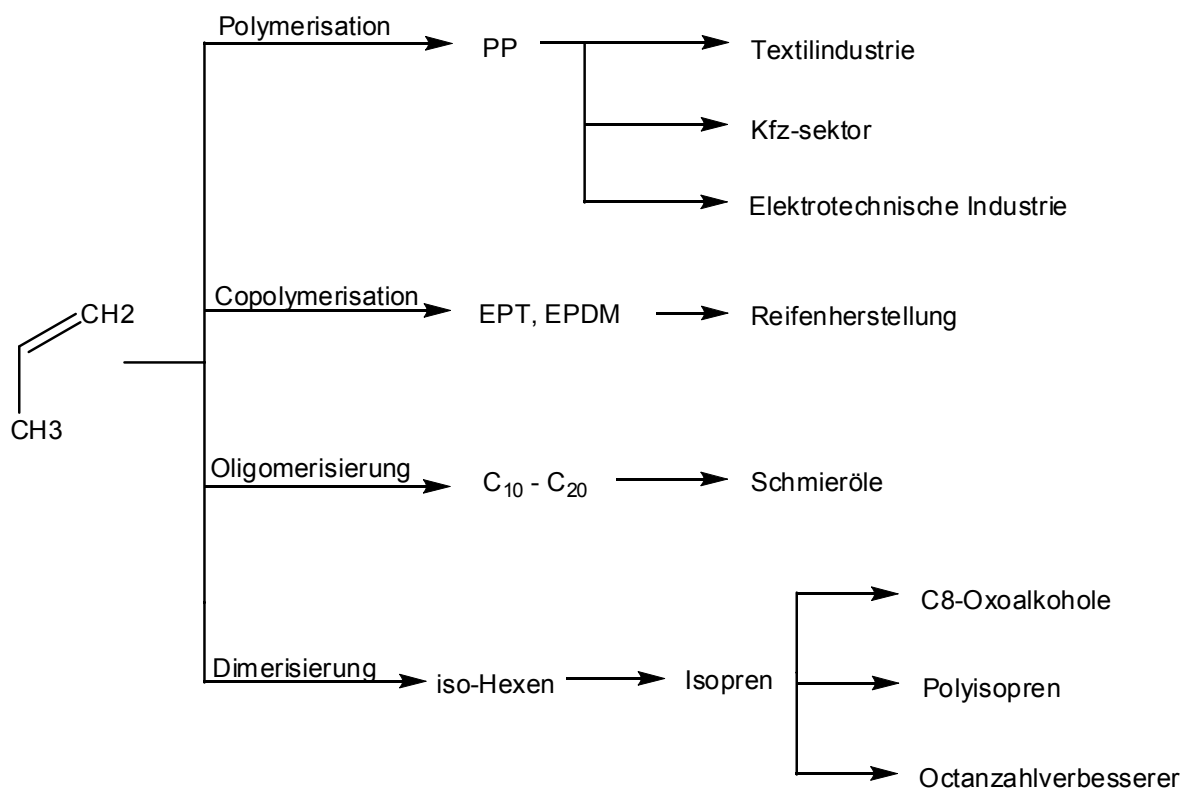 Polymerisation
PP
Textilindustrie
Kfz-sektor
Elektrotechnische Industrie
CH2
CH3
Copolymerisation
EPT, EPDM
Reifenherstellung
Oligomerisierung
C10 - C20
Schmieröle
Dimerisierung
iso-Hexen
Isopren
C8-Oxoalkohole
Polyisopren
Octanzahlverbesserer